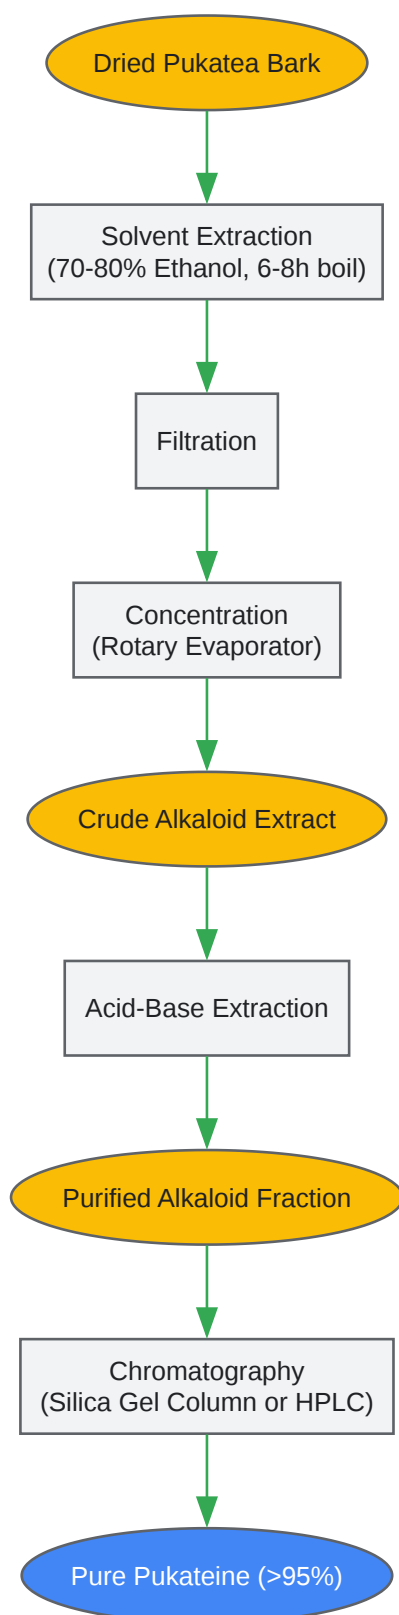 Dried Pukatea Bark
Solvent Extraction
(70-80% Ethanol, 6-8h boil)
Filtration
Concentration
(Rotary Evaporator)
Crude Alkaloid Extract
Acid-Base Extraction
Purified Alkaloid Fraction
Chromatography
(Silica Gel Column or HPLC)
Pure Pukateine (>95%)